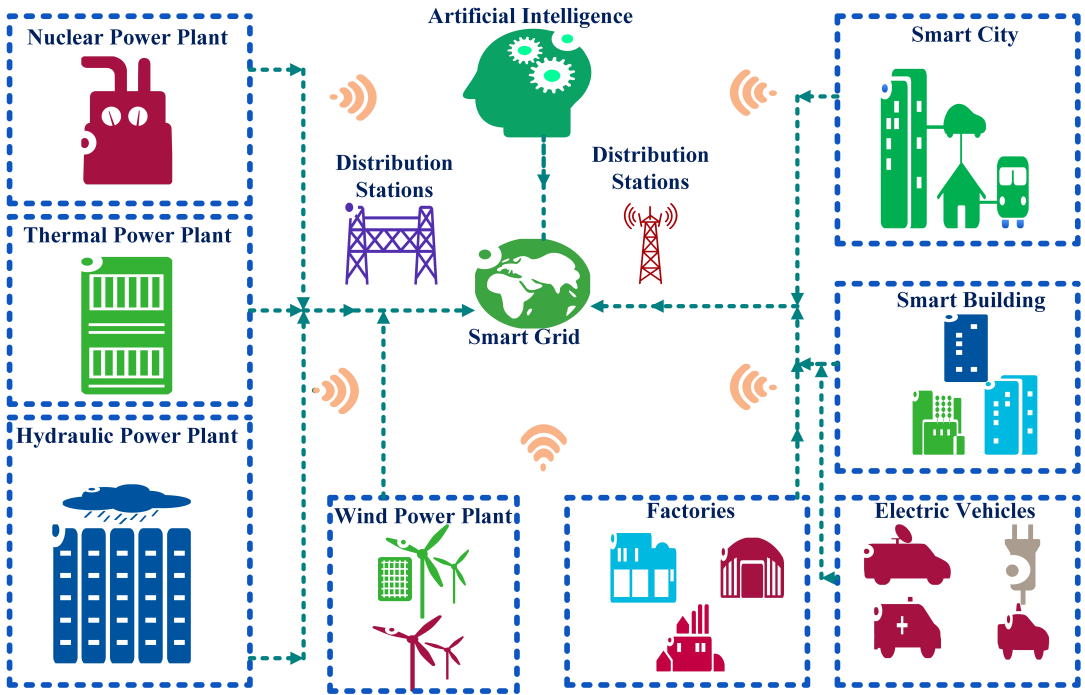 Artificial Intelligence
Nuclear Power Plant
Smart City
Distribution
Stations
Distribution
Stations
Thermal Power Plant
Smart Building
Smart Grid
Hydraulic Power Plant
Wind Power Plant
Factories
Electric Vehicles